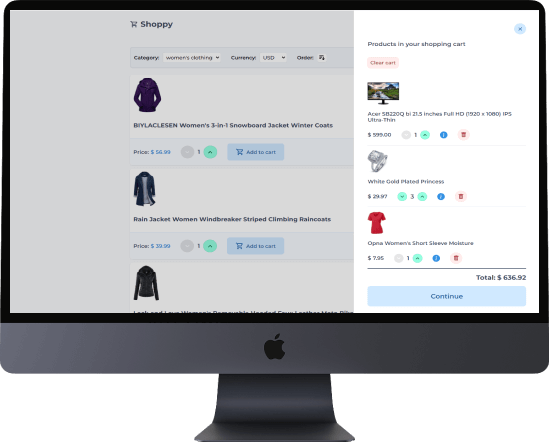 Shoppy
Category: women's clothing Currency: USD Order:
BIYLACLESEN Women's 3-in-1 Snowboard Jacket Winter Coats
Price: $ 56.99 1 Add to cart
Rain Jacket Women Windbreaker Striped Climbing Raincoats
Price: $ 39.99 1 Add to cart
×
Products in your shopping cart
Clear cart
Acer SB220Q bi 21.5 inches Full HD (1920 x 1080) IPS
Ultra-Thin
$ 599.00 1
White Gold Plated Princess
$ 29.97 3
Opna Women's Short Sleeve Moisture
$ 7.95 1
Total: $ 636.92
Continue